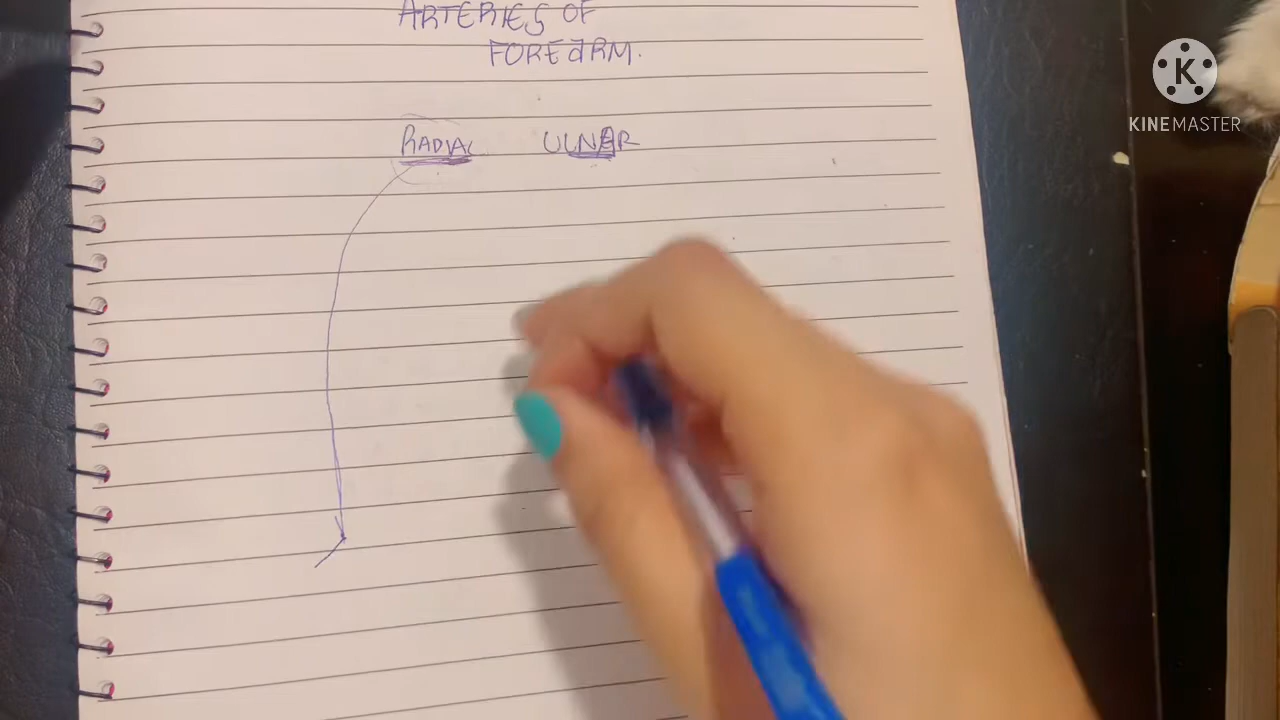 ARTERIES OF
FOREARM.
RADIAL ULNAR
K
KINEMASTER